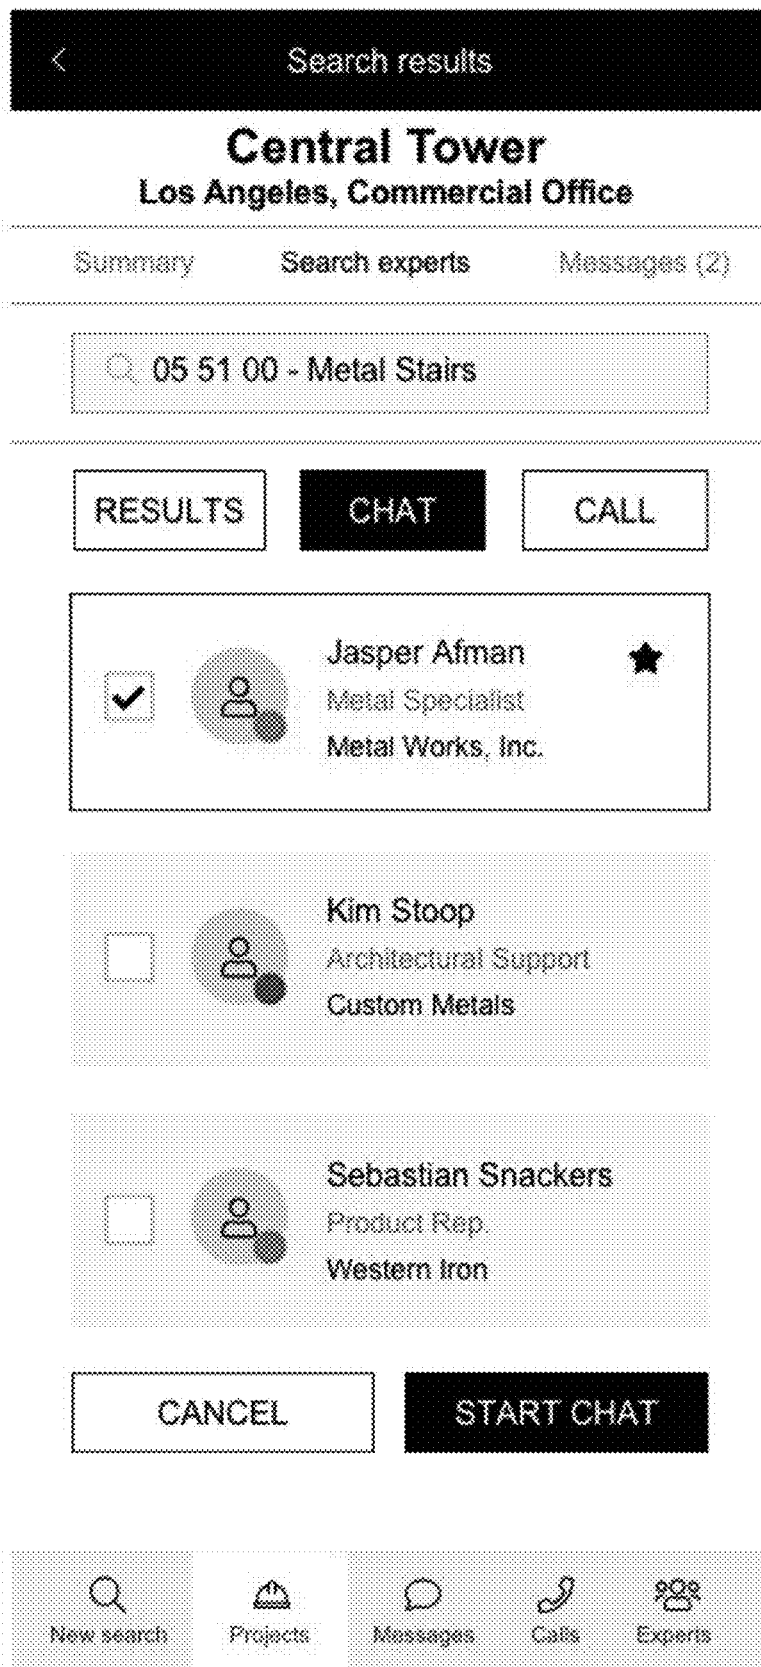 Search results
Central Tower
Los Angeles, Commercial Office
Summary Search experts Messages (2)
05 51 00 - Metal Stairs
RESULTS CHAT CALL
Jasper Afman
Metal Specialist
Metal Works, Inc.
Kim Stoop
Architectural Support
Custom Metals
Sebastian Snackers
Product Rep.
Western Iron
CANCEL START CHAT
New search Projects Messages Calls Experts